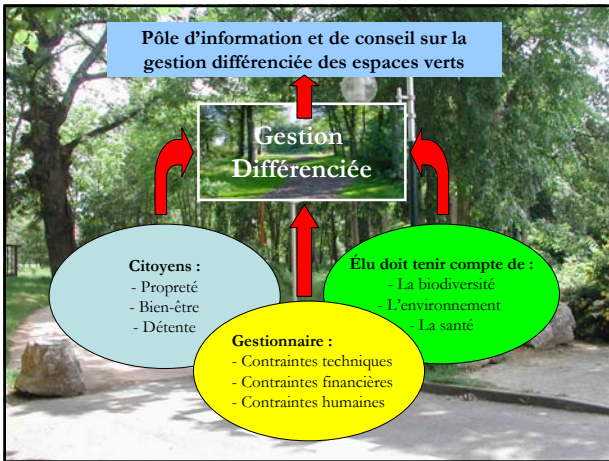 Pôle d'information et de conseil sur la
gestion différenciée des espaces verts
Gestion
Différenciée
Citoyens :
- Propreté
- Bien-être
- Détente
Élu doit tenir compte de :
- La biodiversité
- L'environnement
- La santé
Gestionnaire :
- Contraintes techniques
- Contraintes financières
- Contraintes humaines